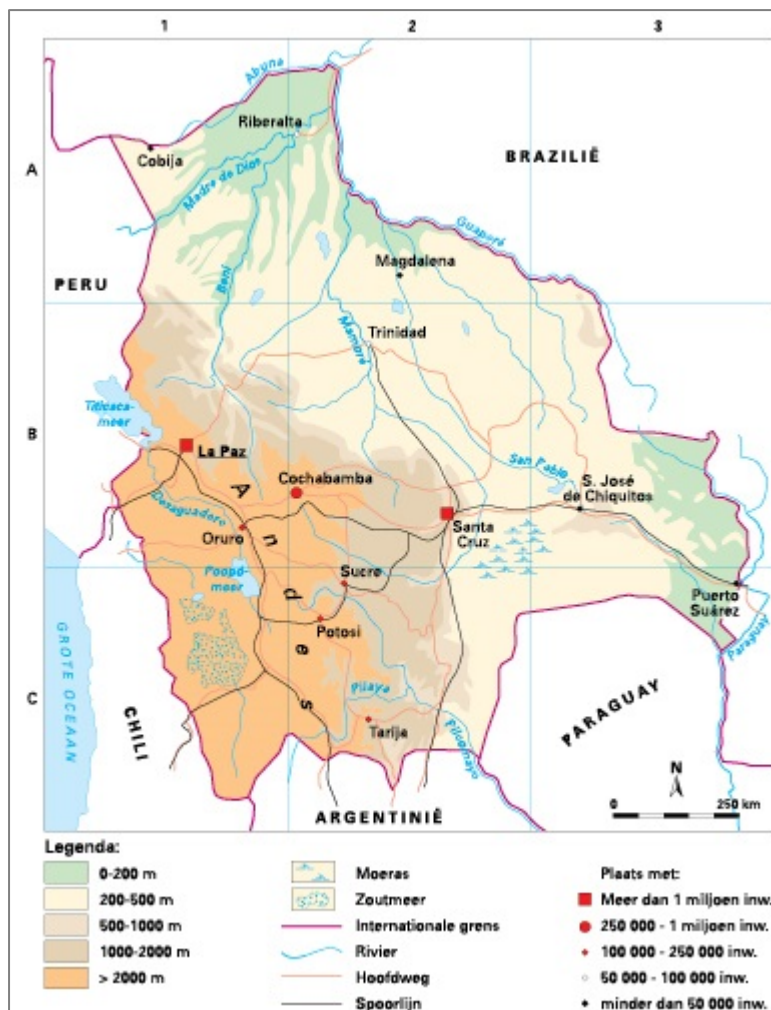 1 2 3
A
B
C
Abuna
Riberalta
Cobija
Madre de Dios
BRAZILIË
Guaporé
Magdalena
PERU
Beni
Mamoré
Trinidad
Titicaca-
meer
La Paz
Cochabamba
San Pablo
S. José
de Chiquitos
Desaguadero
Oruro
Santa
Cruz
Andes
Poopó-
meer
Sucre
Puerto
Suárez
Potosi
Paraguay
GROTE OCEAAN
CHILI
Pilaya
Pilcomayo
Tarija
PARAGUAY
ARGENTINIË
N
0 250 km
Legenda:
0-200 m
200-500 m
500-1000 m
1000-2000 m
> 2000 m
Moeras
Zoutmeer
Internationale grens
Rivier
Hoofdweg
Spoorlijn
Plaats met:
Meer dan 1 miljoen inw.
250 000 - 1 miljoen inw.
100 000 - 250 000 inw.
50 000 - 100 000 inw.
minder dan 50 000 inw.